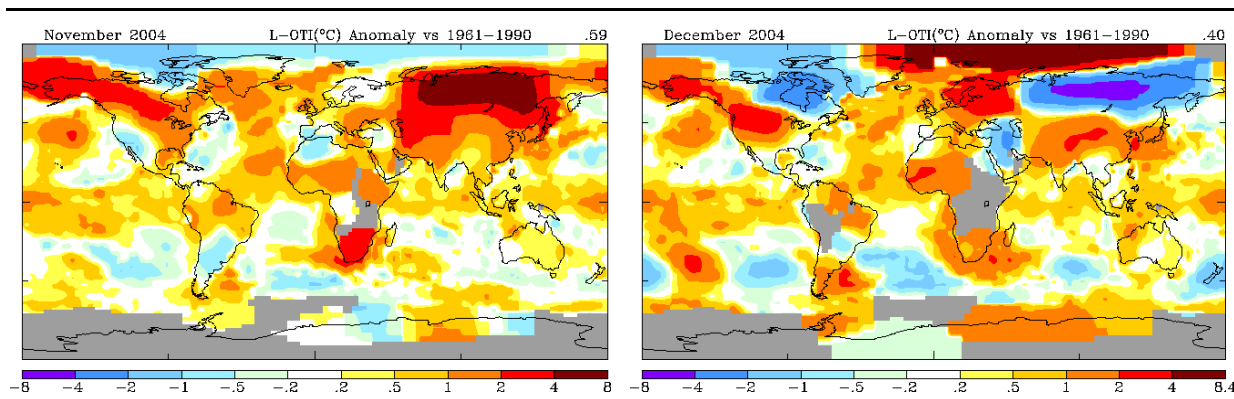 November 2004 L-OTI(°C) Anomaly vs 1961-1990 .59
-8 -4 -2 -1 -.5 -.2 .2 .5 1 2 4 8
December 2004 L-OTI(°C) Anomaly vs 1961-1990 .40
-8 -4 -2 -1 -.5 -.2 .2 .5 1 2 4 8.4